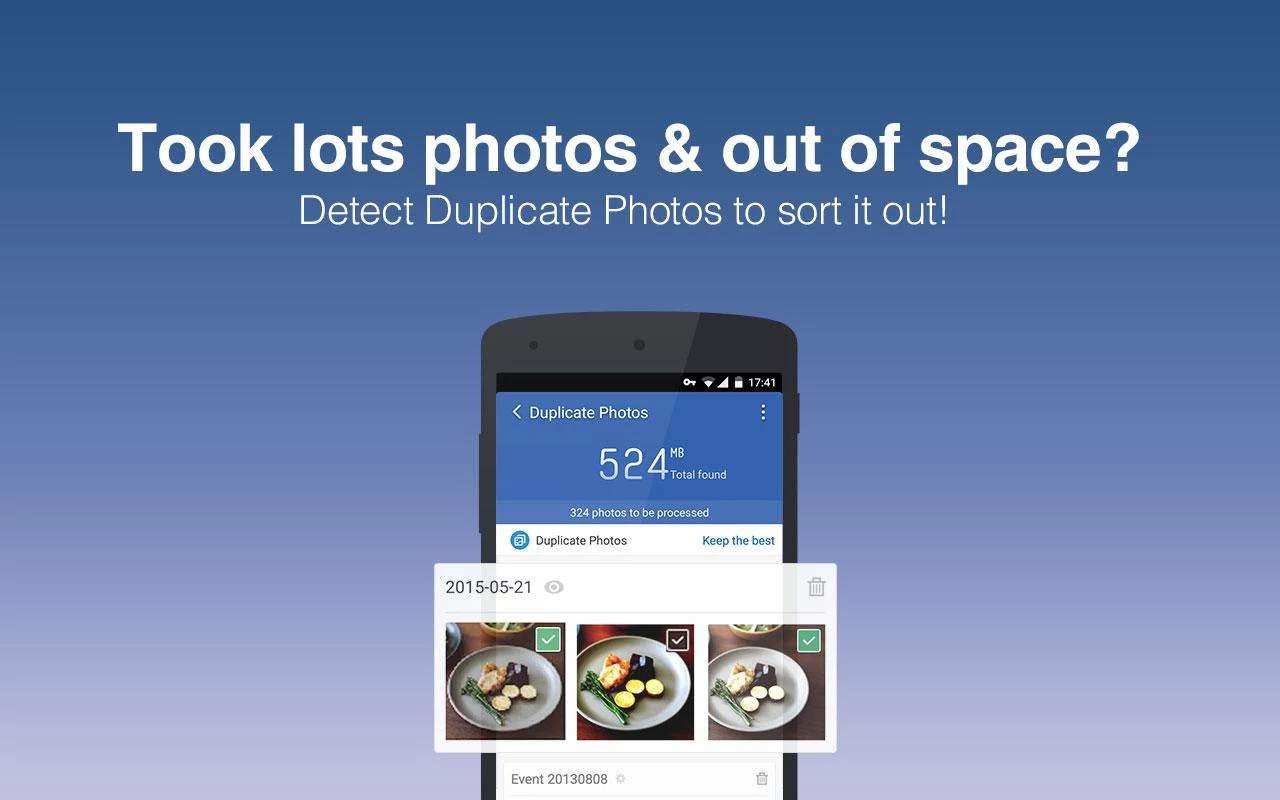 Took lots photos & out of space?
Detect Duplicate Photos to sort it out!
17:41
Duplicate Photos
524 MB
Total found
324 photos to be processed
Duplicate Photos Keep the best
2015-05-21
Event 20130808